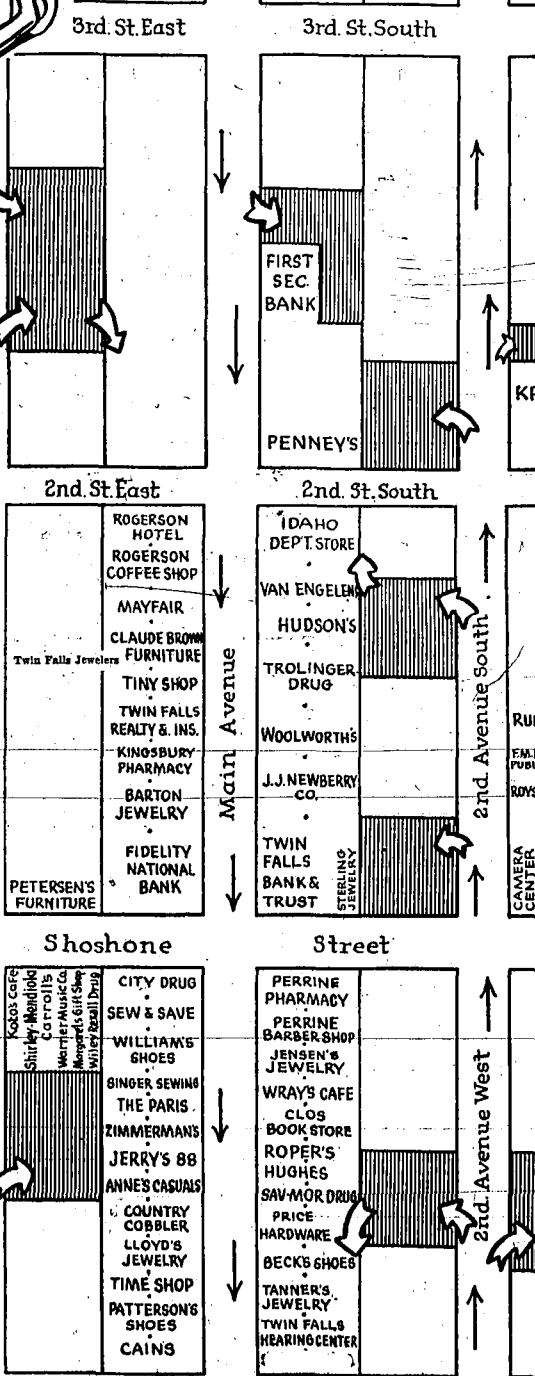 3rd. St. East
3rd. St. South
FIRST
SEC.
BANK
PENNEY'S
2nd. St. East
2nd. St. South
ROGERSON
HOTEL
ROGERSON
COFFEE SHOP
MAYFAIR
CLAUDE BROWN
FURNITURE
Twin Falls Jewelers
TINY SHOP
TWIN FALLS
REALTY & INS.
KINGSBURY
PHARMACY
BARTON
JEWELRY
FIDELITY
NATIONAL
BANK
PETERSEN'S
FURNITURE
Main Avenue
IDAHO
DEPT. STORE
VAN ENGELENS
HUDSON'S
TROLINGER
DRUG
WOOLWORTH'S
J.J. NEWBERRY
CO.
TWIN
FALLS
BANK &
TRUST
STERLING
JEWELRY
2nd. Avenue South
CAMERA
CENTER
Shoshone Street
Koto's Cafe
Shirley-Mendiola
Carroll's
Warner Music Co.
Margarets Gift Shop
Wiley Rexall Drug
CITY DRUG
SEW & SAVE
WILLIAM'S
SHOES
SINGER SEWING
THE PARIS
ZIMMERMAN'S
JERRY'S 88
ANNE'S CASUALS
COUNTRY
COBBLER
LLOYD'S
JEWELRY
TIME SHOP
PATTERSON'S
SHOES
CAINS
PERRINE
PHARMACY
PERRINE
BARBER SHOP
JENSEN'S
JEWELRY
WRAY'S CAFE
CLOS
BOOK STORE
ROPER'S
HUGHES
SAV-MOR DRUG
PRICE
HARDWARE
BECK'S SHOES
TANNER'S
JEWELRY
TWIN FALLS
HEARING CENTER
2nd. Avenue West